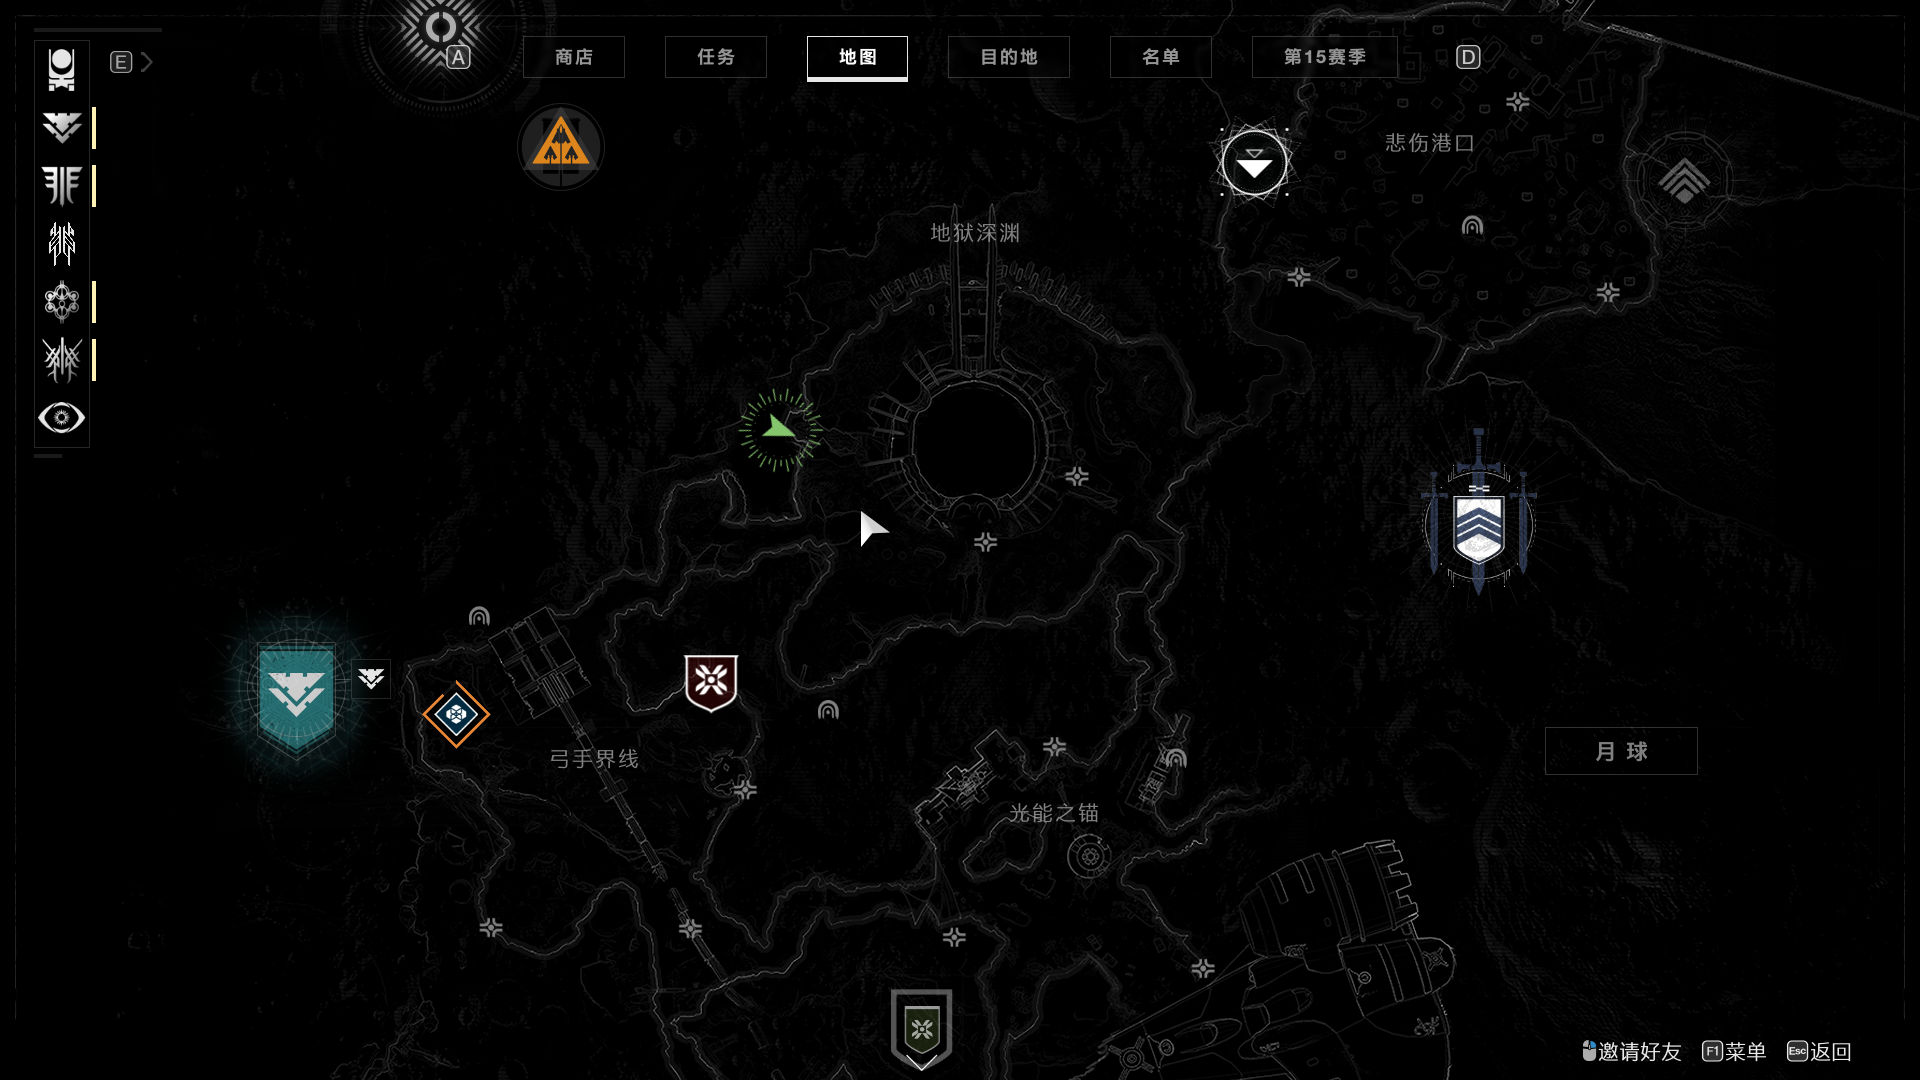 E
A
商店
任务
地图
目的地
名单
第15赛季
D
悲伤港口
地狱深渊
弓手界线
月球
光能之锚
邀请好友
F1 菜单
Esc 返回